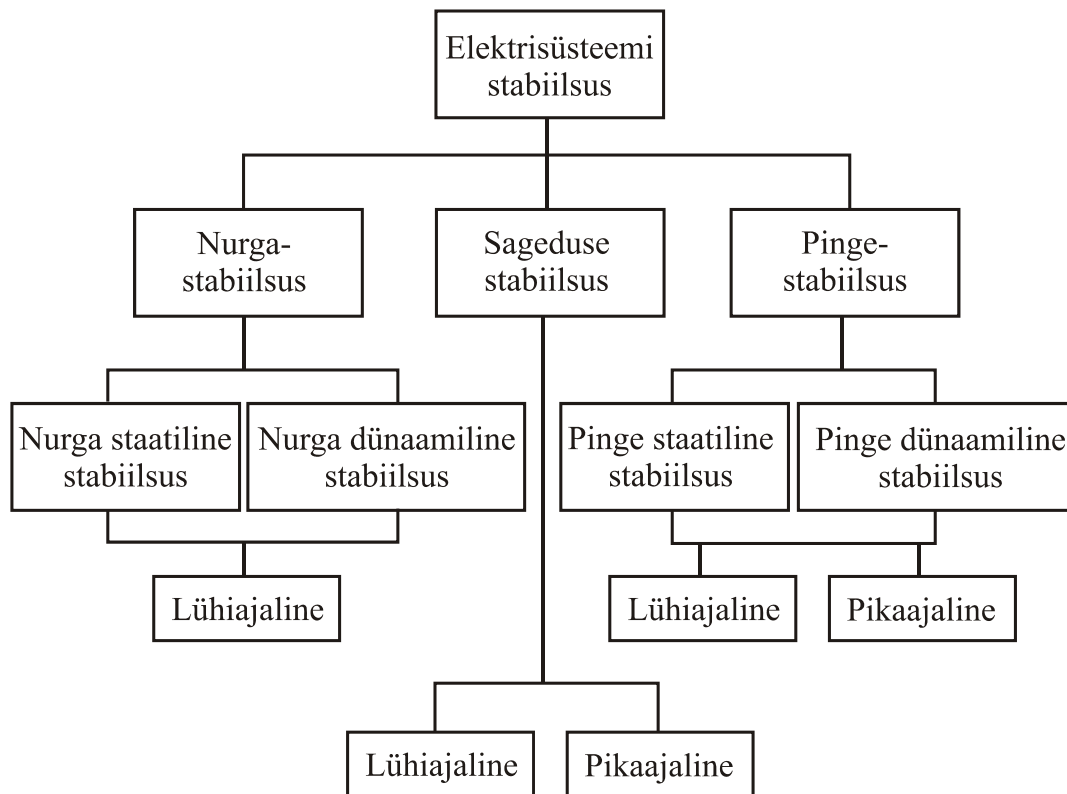 Elektrisüsteemi
stabiilsus
Nurga-
stabiilsus
Sageduse
stabiilsus
Pinge-
stabiilsus
Nurga staatiline
stabiilsus
Nurga dünaamiline
stabiilsus
Pinge staatiline
stabiilsus
Pinge dünaamiline
stabiilsus
Lühiajaline
Lühiajaline
Pikaajaline
Lühiajaline
Pikaajaline